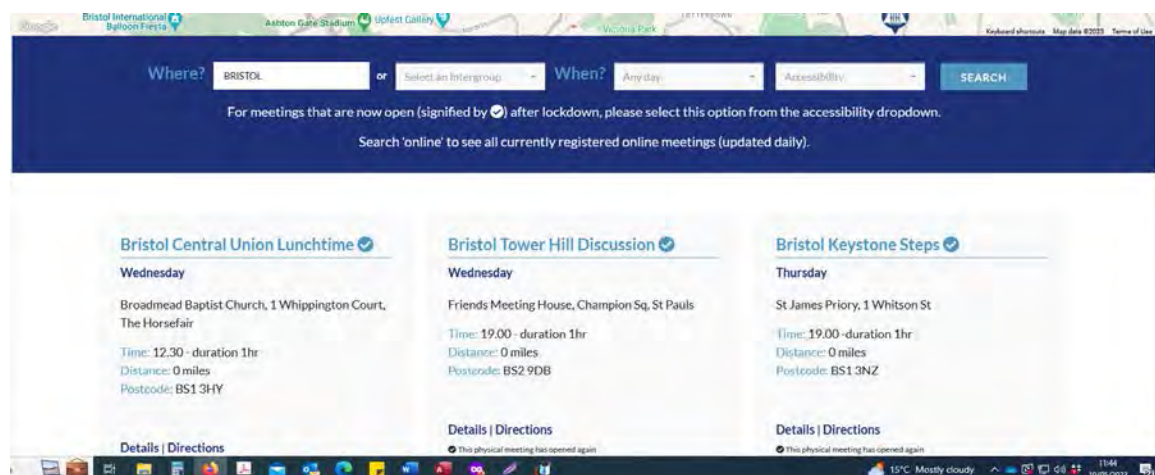 Bristol International
Balloon Fiesta
Ashton Gate Stadium
Upfest Gallery
Victoria Park
Keyboard shortcuts Map data ©2023 Terms of Use
Where? BRISTOL or Select an Intergroup When? Any day Accessibility SEARCH
For meetings that are now open (signified by ✔) after lockdown, please select this option from the accessibility dropdown.
Search 'online' to see all currently registered online meetings (updated daily).
Bristol Central Union Lunchtime
Wednesday
Broadmead Baptist Church, 1 Whippington Court,
The Horsefair
Time: 12.30 - duration 1hr
Distance: 0 miles
Postcode: BS1 3HY
Details | Directions
Bristol Tower Hill Discussion
Wednesday
Friends Meeting House, Champion Sq, St Pauls
Time: 19.00 - duration 1hr
Distance: 0 miles
Postcode: BS2 9DB
Details | Directions
This physical meeting has opened again
Bristol Keystone Steps
Thursday
St James Priory, 1 Whitson St
Time: 19.00 -duration 1hr
Distance: 0 miles
Postcode: BS1 3NZ
Details | Directions
This physical meeting has opened again
15°C Mostly cloudy
11:44